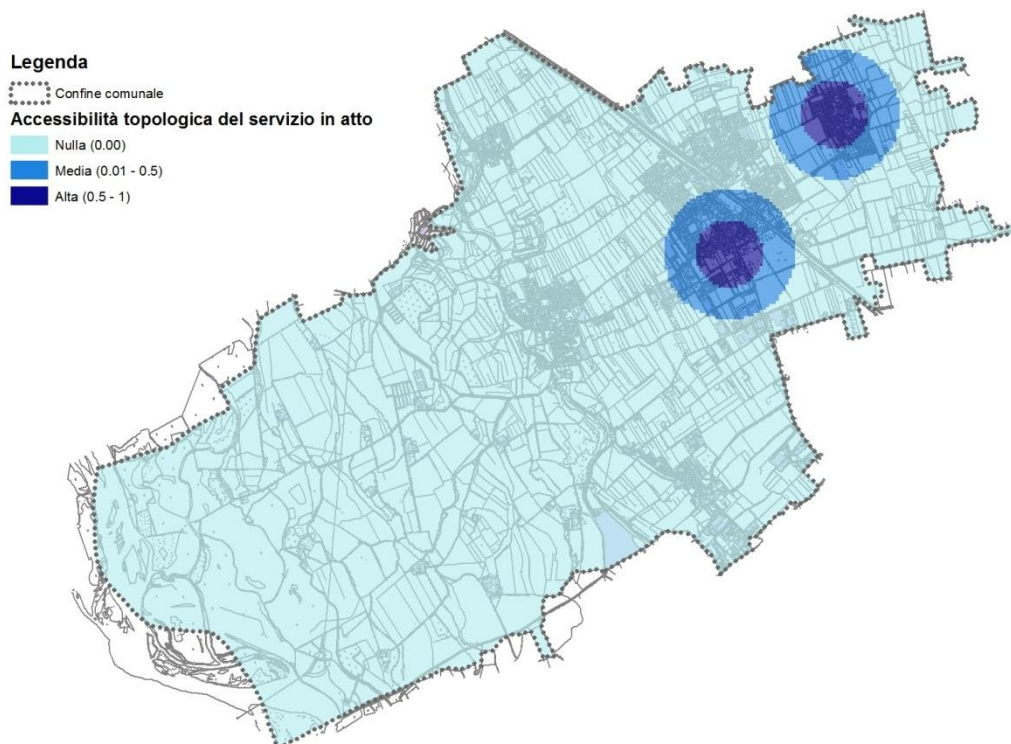 Legenda
Confine comunale
Accessibilità topologica del servizio in atto
Nulla (0.00)
Media (0.01 - 0.5)
Alta (0.5 - 1)